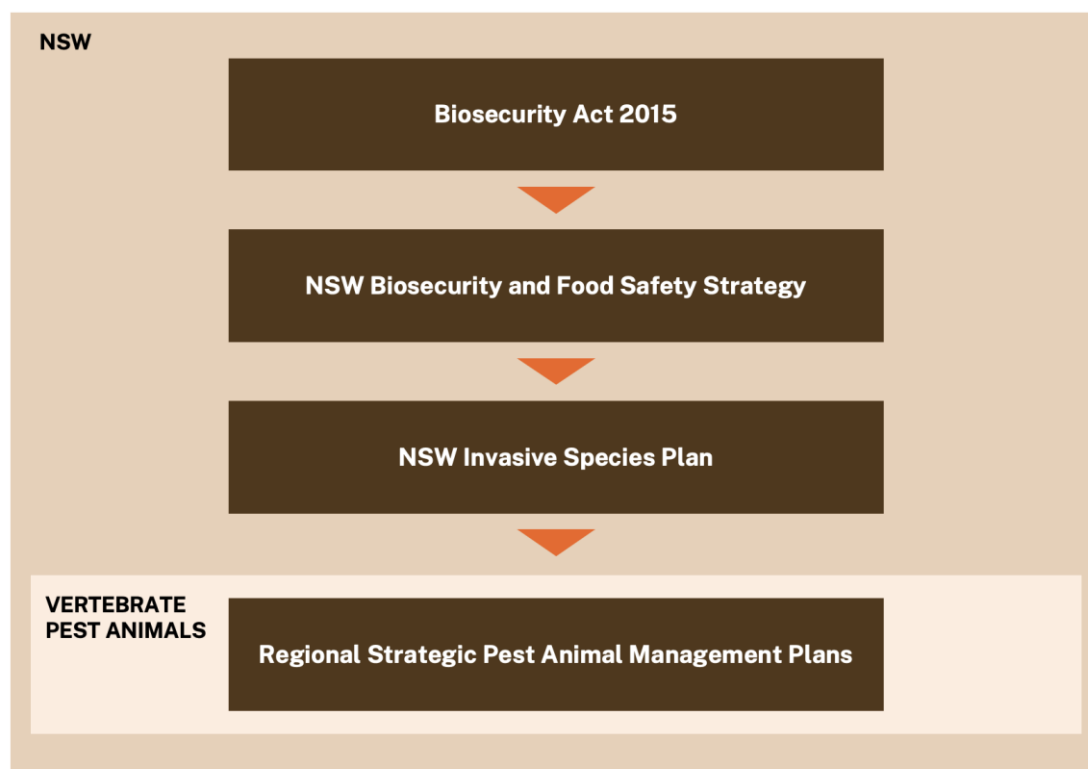 NSW
Biosecurity Act 2015
NSW Biosecurity and Food Safety Strategy
NSW Invasive Species Plan
VERTEBRATE
PEST ANIMALS
Regional Strategic Pest Animal Management Plans